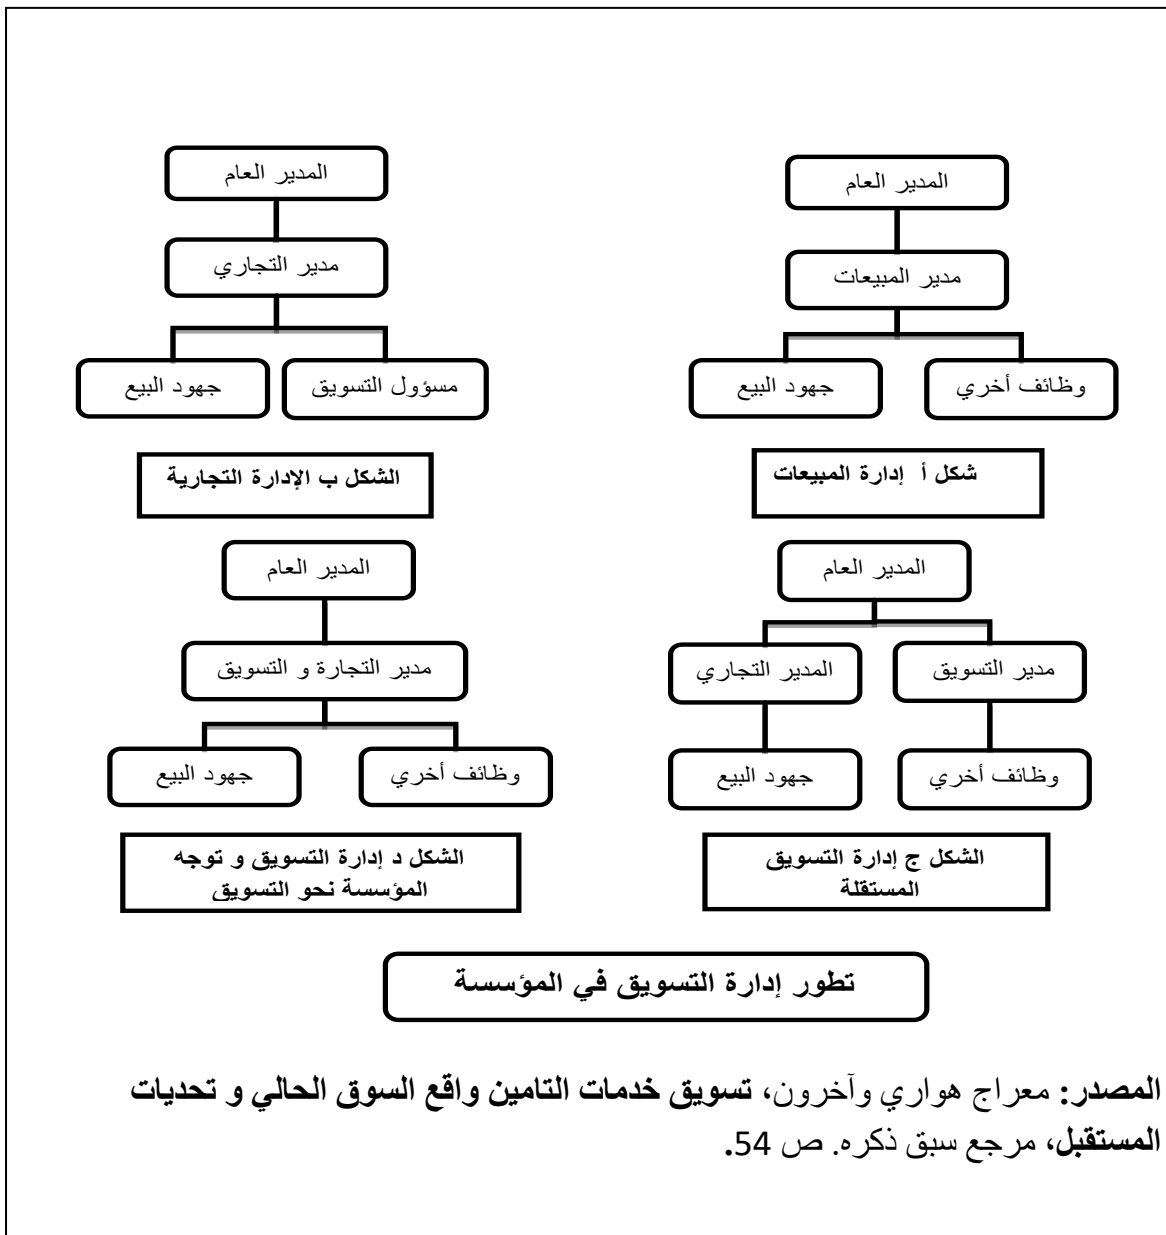 المدير العام
مدير المبيعات
وظائف أخري
جهود البيع
شكل أ إدارة المبيعات
المدير العام
مدير التجاري
مسؤول التسويق
جهود البيع
الشكل ب الإدارة التجارية
المدير العام
مدير التسويق
المدير التجاري
وظائف أخري
جهود البيع
الشكل ج إدارة التسويق
المستقلة
المدير العام
مدير التجارة و التسويق
وظائف أخري
جهود البيع
الشكل د إدارة التسويق و توجه
المؤسسة نحو التسويق
تطور إدارة التسويق في المؤسسة
المصدر: معراج هواري وآخرون، تسويق خدمات التامين واقع السوق الحالي و تحديات
المستقبل، مرجع سبق ذكره. ص 54.